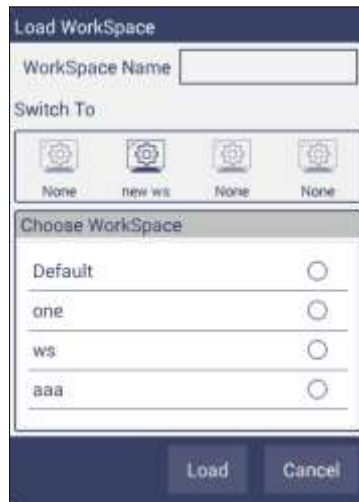 Load WorkSpace
WorkSpace Name
Switch To
None new ws None None
Choose WorkSpace
Default
one
ws
aaa
Load Cancel